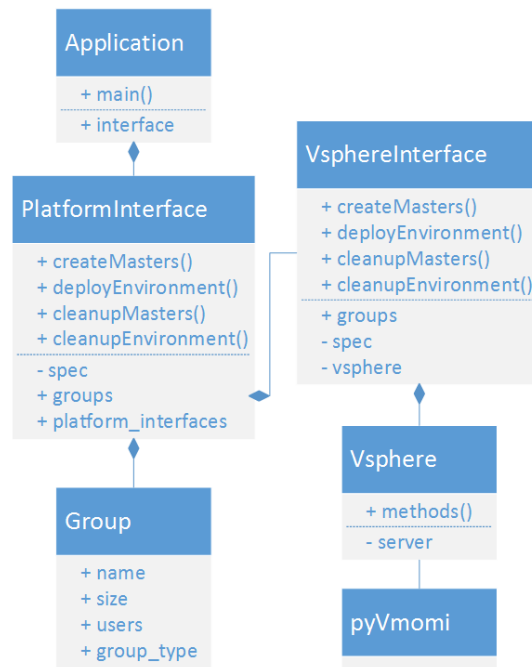 Application
+ main()
+ interface
PlatformInterface
+ createMasters()
+ deployEnvironment()
+ cleanupMasters()
+ cleanupEnvironment()
- spec
+ groups
+ platform_interfaces
Group
+ name
+ size
+ users
+ group_type
VsphereInterface
+ createMasters()
+ deployEnvironment()
+ cleanupMasters()
+ cleanupEnvironment()
+ groups
- spec
- vsphere
Vsphere
+ methods()
- server
pyVmomi